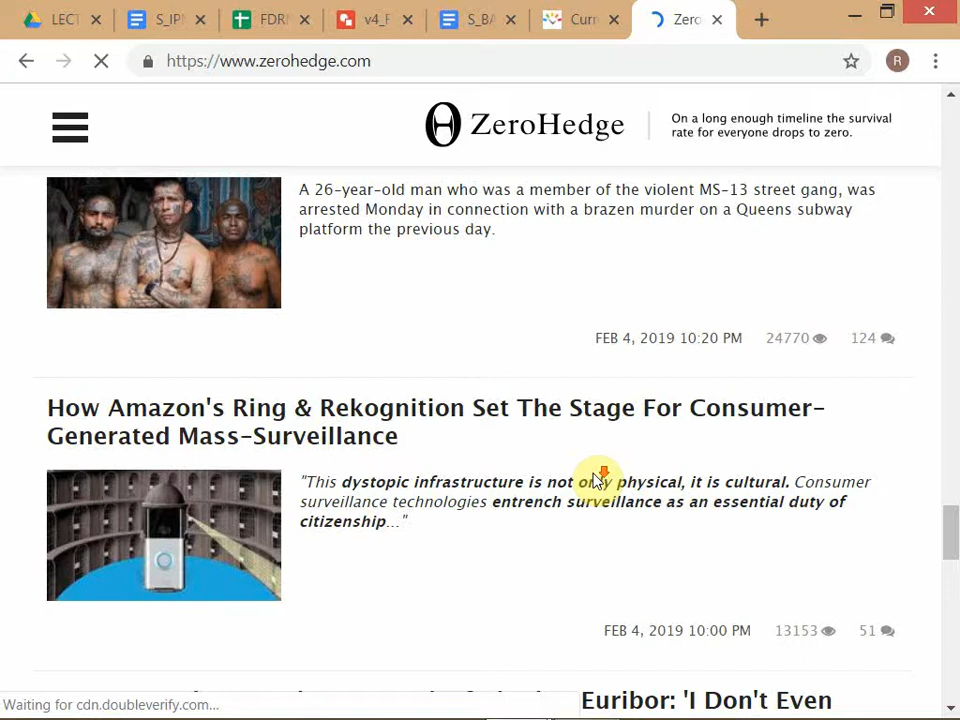 LECT
S_IPM
FDRM
v4_F
S_BA
Curr
Zero
https://www.zerohedge.com
R
ZeroHedge
On a long enough timeline the survival
rate for everyone drops to zero.
A 26-year-old man who was a member of the violent MS-13 street gang, was
arrested Monday in connection with a brazen murder on a Queens subway
platform the previous day.
FEB 4, 2019 10:20 PM 24770 124
How Amazon's Ring & Rekognition Set The Stage For Consumer-
Generated Mass-Surveillance
"This dystopic infrastructure is not only physical, it is cultural. Consumer
surveillance technologies entrench surveillance as an essential duty of
citizenship..."
FEB 4, 2019 10:00 PM 13153 51
Euribor: 'I Don't Even
Waiting for cdn.doubleverify.com...